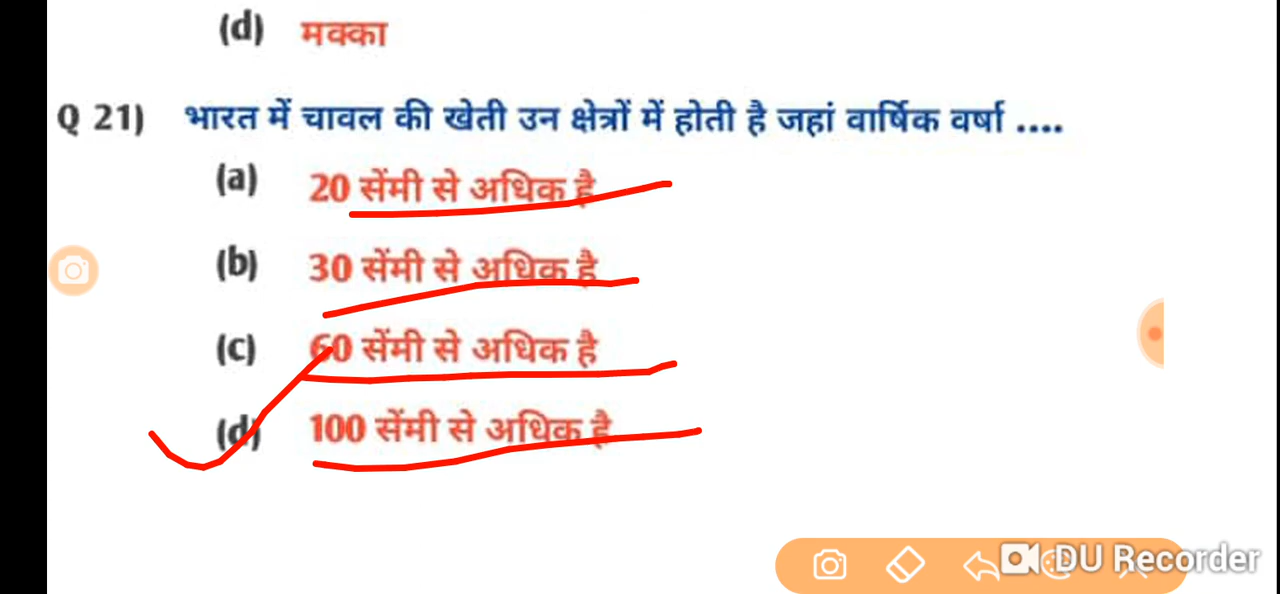 (d) मक्का
Q 21) भारत में चावल की खेती उन क्षेत्रों में होती है जहां वार्षिक वर्षा ....
(a) 20 सेंमी से अधिक है
(b) 30 सेंमी से अधिक है
(c) 60 सेंमी से अधिक है
(d) 100 सेंमी से अधिक है
DU Recorder